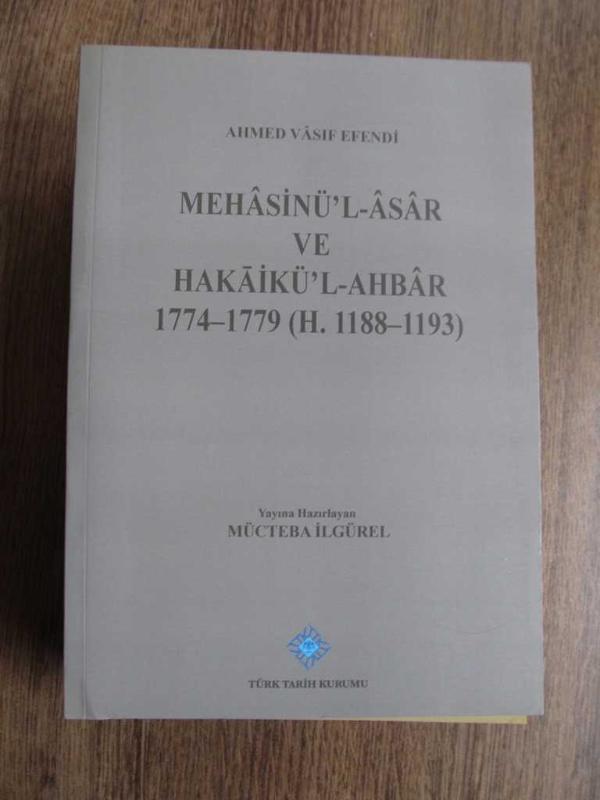 AHMED VÂSIF EFENDİ
MEHÂSİNÜ'L-ÂSÂR
VE
HAKĀİKÜ'L-AHBÂR
1774–1779 (H. 1188–1193)
Yayına Hazırlayan
MÜCTEBA İLGÜREL
TÜRK TARİH KURUMU